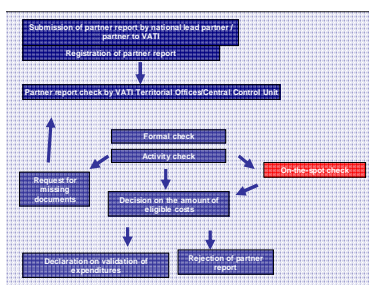 Submission of partner report by national lead partner /
partner to VATI
Registration of partner report
Partner report check by VATI Territorial Offices/Central Control Unit
Formal check
Activity check
On-the-spot check
Request for
missing
documents
Decision on the amount of
eligible costs
Declaration on validation of
expenditures
Rejection of partner
report